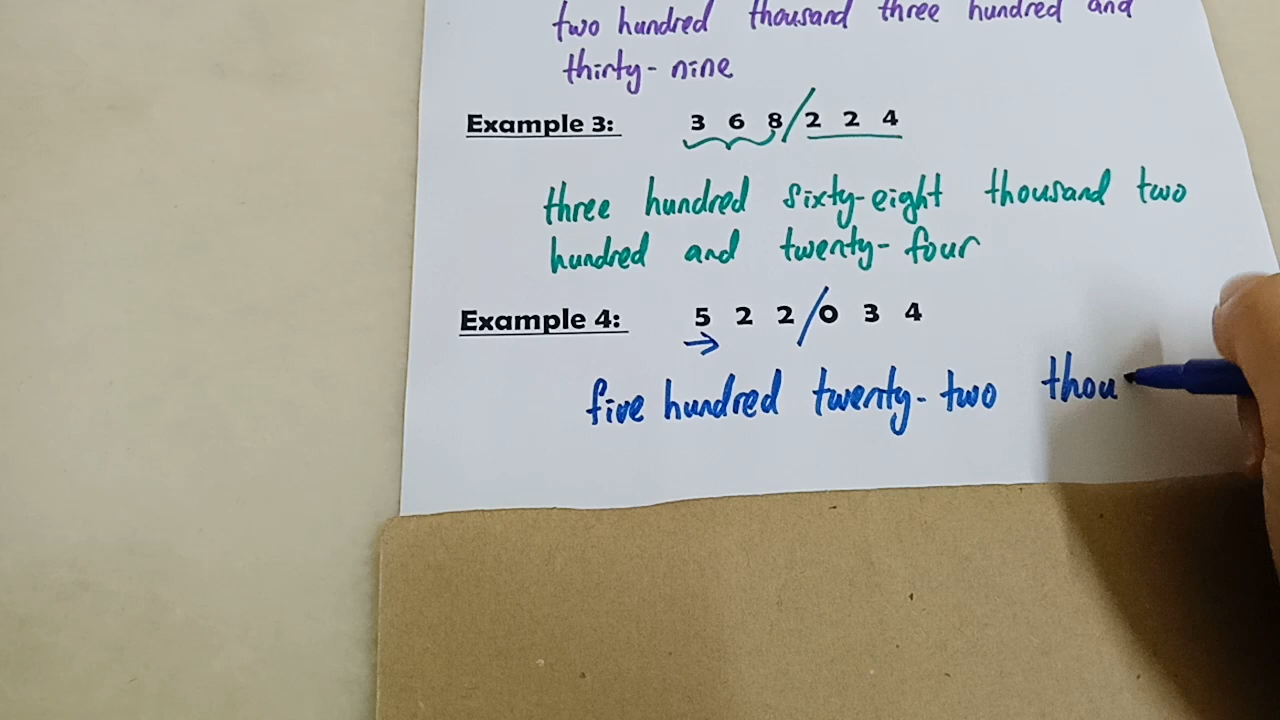 two hundred thousand three hundred and
thirty-nine
Example 3: 3 6 8/2 2 4
three hundred sixty-eight thousand two
hundred and twenty-four
Example 4: 5 2 2/0 3 4
→
five hundred twenty-two thou